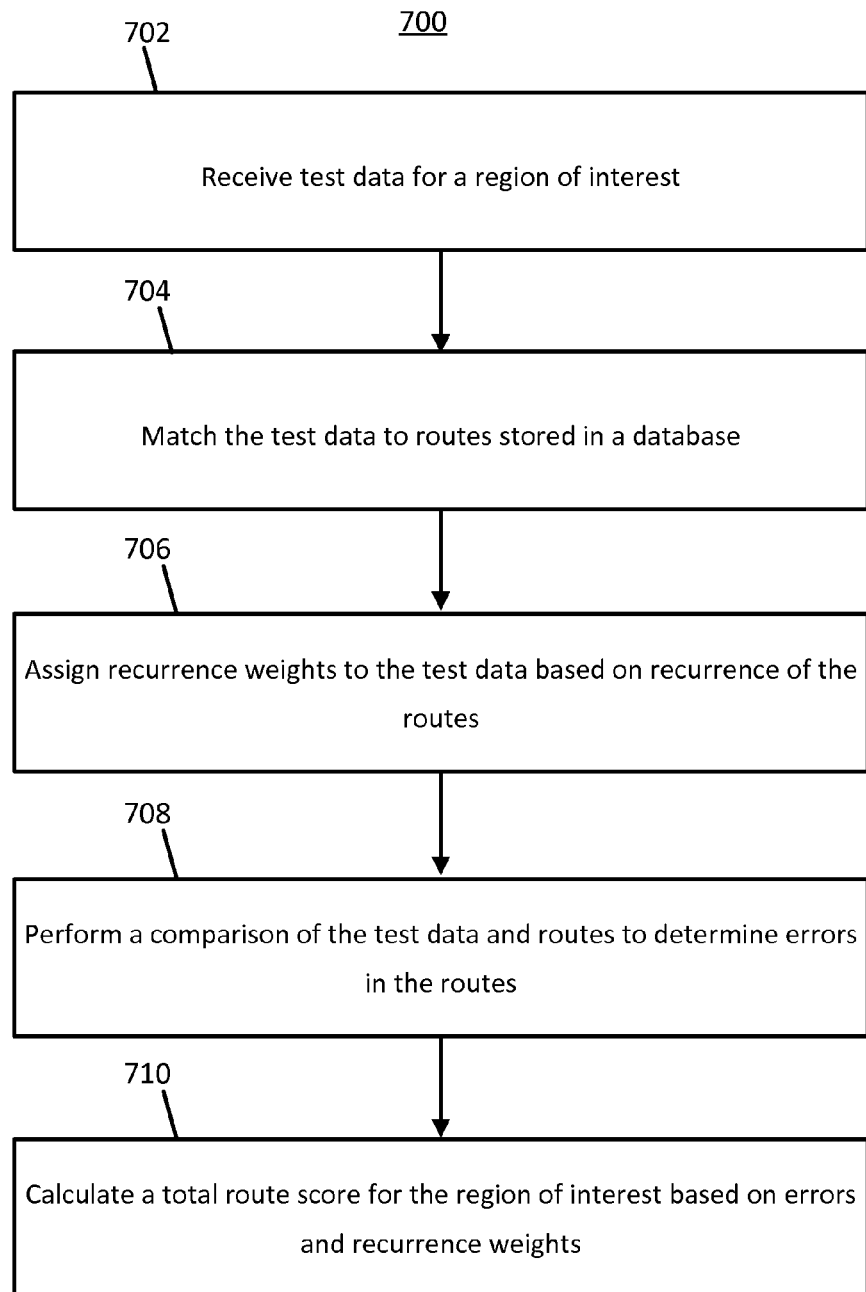 702
700
Receive test data for a region of interest
704
Match the test data to routes stored in a database
706
Assign recurrence weights to the test data based on recurrence of the
routes
708
Perform a comparison of the test data and routes to determine errors
in the routes
710
Calculate a total route score for the region of interest based on errors
and recurrence weights